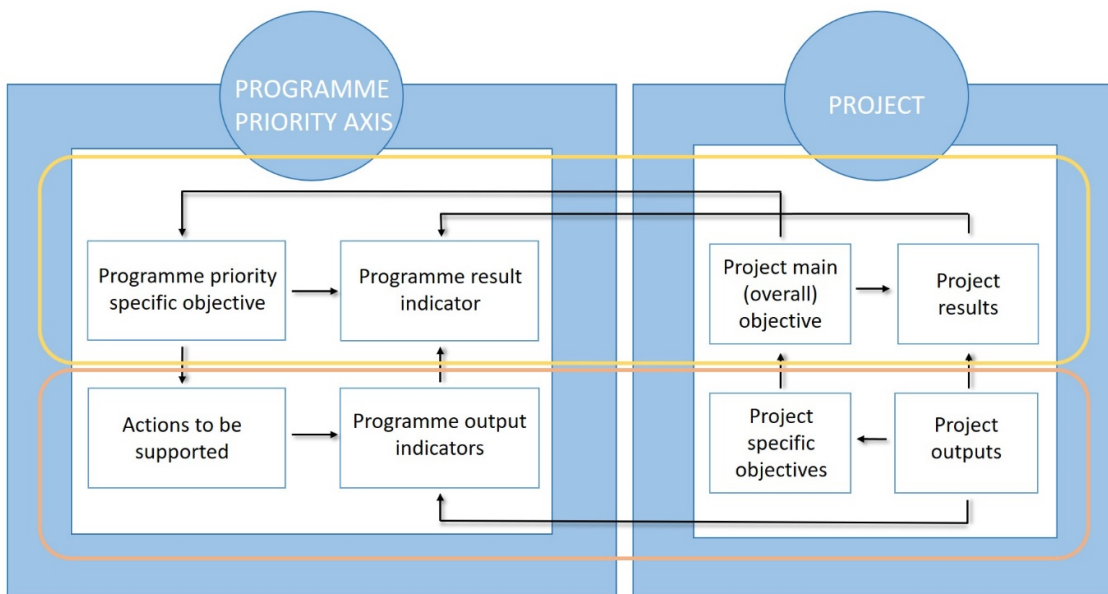 PROGRAMME
PRIORITY AXIS
PROJECT
Programme priority
specific objective
Programme result
indicator
Project main
(overall)
objective
Project
results
Actions to be
supported
Programme output
indicators
Project
specific
objectives
Project
outputs